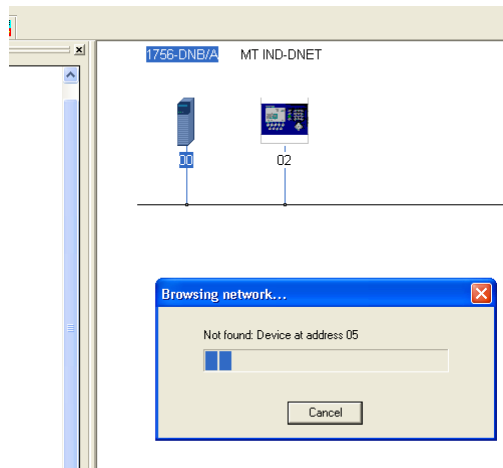 1756-DNB/A MT IND-DNET
00 02
Browsing network...
Not found: Device at address 05
Cancel